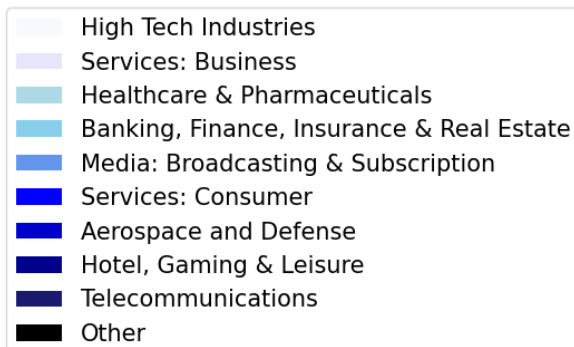 High Tech Industries
Services: Business
Healthcare & Pharmaceuticals
Banking, Finance, Insurance & Real Estate
Media: Broadcasting & Subscription
Services: Consumer
Aerospace and Defense
Hotel, Gaming & Leisure
Telecommunications
Other